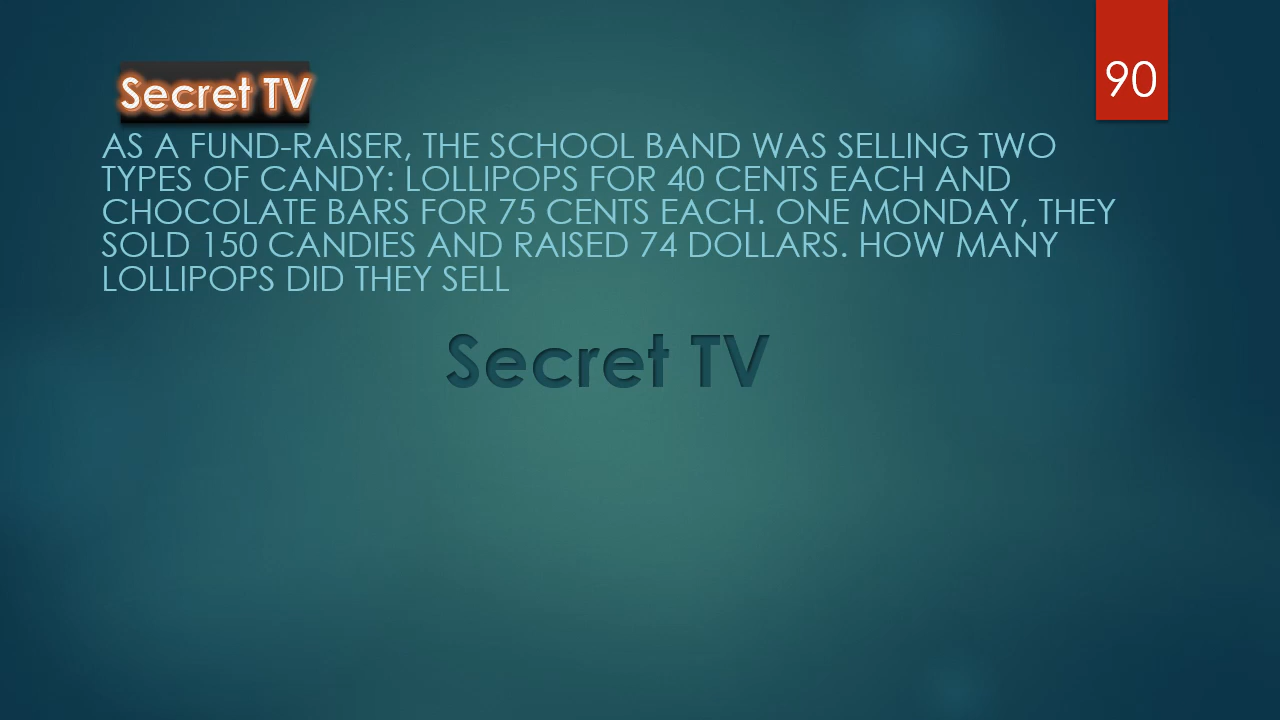 Secret TV
90
AS A FUND-RAISER, THE SCHOOL BAND WAS SELLING TWO
TYPES OF CANDY: LOLLIPOPS FOR 40 CENTS EACH AND
CHOCOLATE BARS FOR 75 CENTS EACH. ONE MONDAY, THEY
SOLD 150 CANDIES AND RAISED 74 DOLLARS. HOW MANY
LOLLIPOPS DID THEY SELL
Secret TV